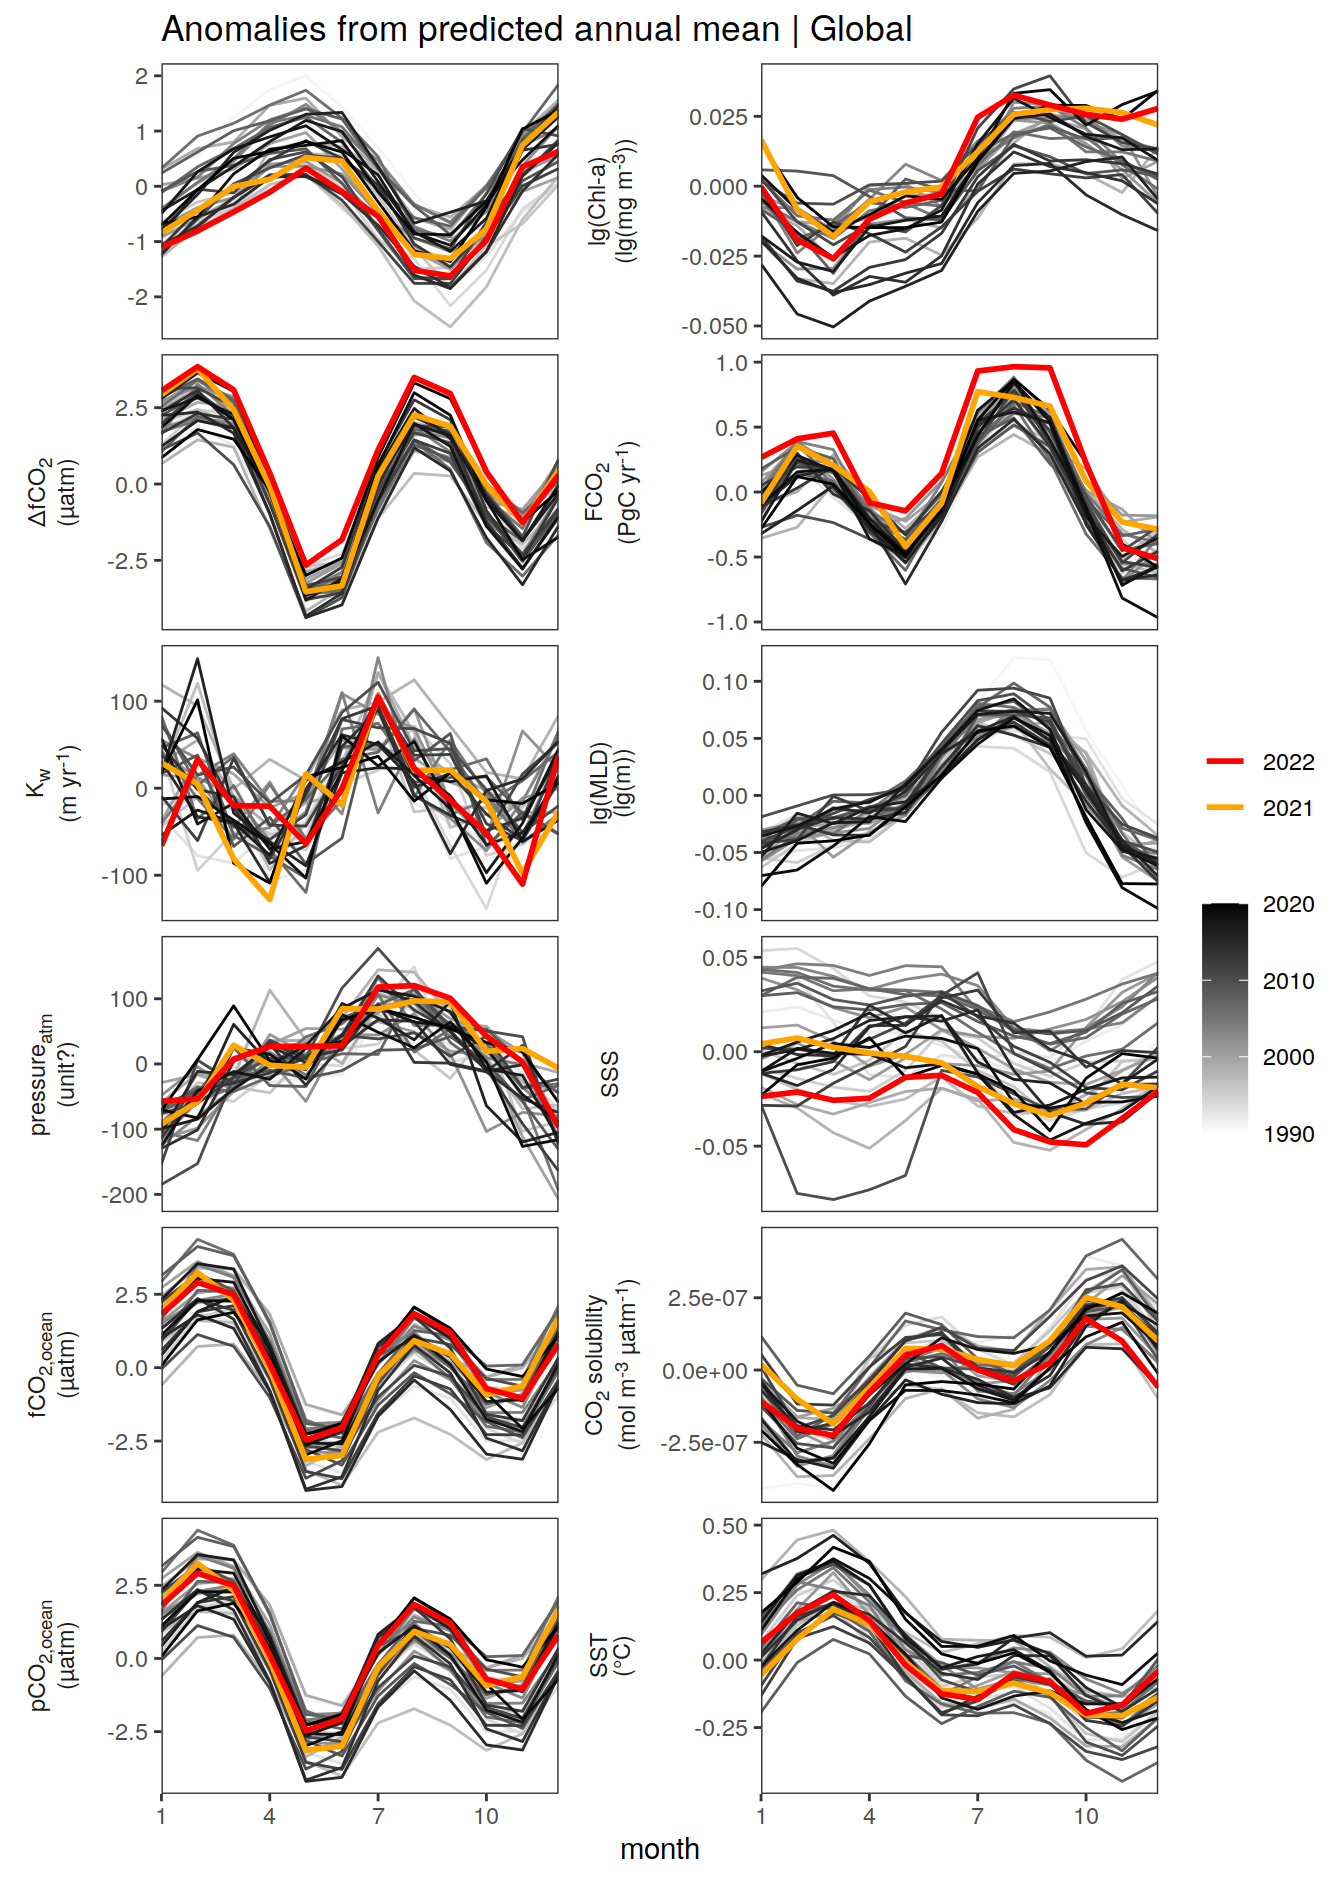 Anomalies from predicted annual mean | Global
2
1
0
-1
-2
lg(Chl-a)
(lg(mg m⁻³))
0.025
0.000
-0.025
-0.050
ΔfCO₂
(µatm)
2.5
0.0
-2.5
FCO₂
(PgC yr⁻¹)
1.0
0.5
0.0
-0.5
-1.0
K_w
(m yr⁻¹)
100
0
-100
lg(MLD)
(lg(m))
0.10
0.05
0.00
-0.05
-0.10
pressure_atm
(unit?)
100
0
-100
-200
SSS
0.05
0.00
-0.05
fCO₂,ocean
(µatm)
2.5
0.0
-2.5
CO₂ solubility
(mol m⁻³ µatm⁻¹)
2.5e-07
0.0e+00
-2.5e-07
pCO₂,ocean
(µatm)
2.5
0.0
-2.5
SST
(°C)
0.50
0.25
0.00
-0.25
1 4 7 10
1 4 7 10
month
2022
2021
2020
2010
2000
1990